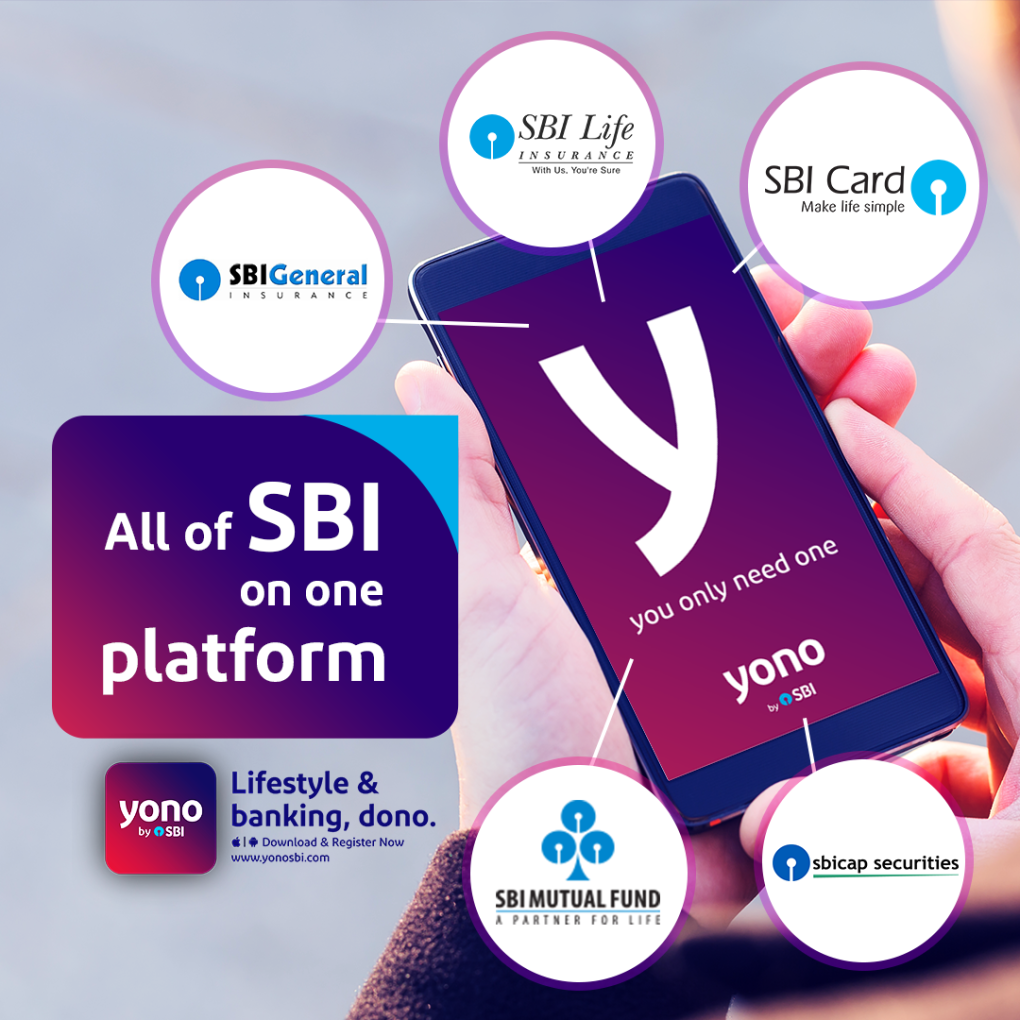 SBI Life
INSURANCE
With Us, You're Sure
SBI Card
Make life simple
SBIGeneral
INSURANCE
y
you only need one
yono
by SBI
All of SBI
on one
platform
yono
by SBI
Lifestyle &
banking, dono.
| Download & Register Now
www.yonosbi.com
SBI MUTUAL FUND
A PARTNER FOR LIFE
sbicap securities